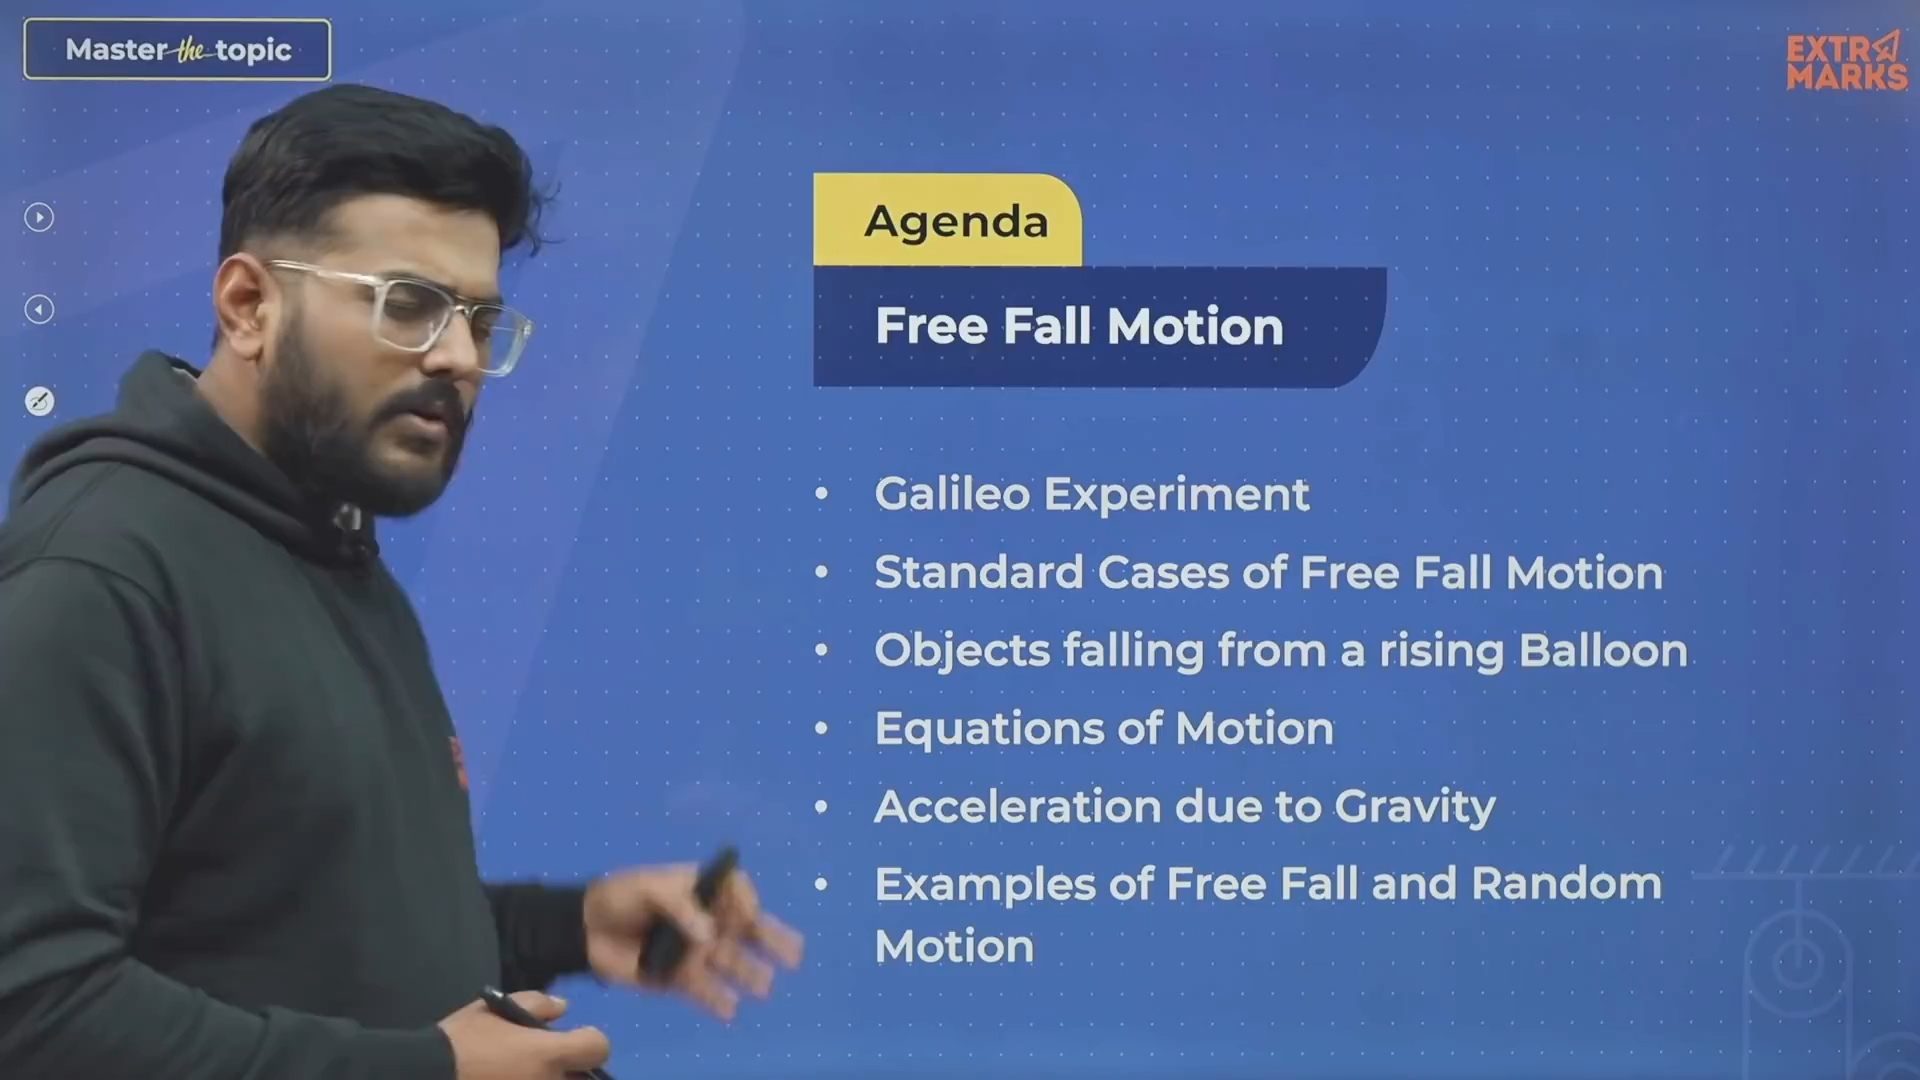 Master the topic
EXTRA
MARKS
Agenda
Free Fall Motion
• Galileo Experiment
• Standard Cases of Free Fall Motion
• Objects falling from a rising Balloon
• Equations of Motion
• Acceleration due to Gravity
• Examples of Free Fall and Random
Motion